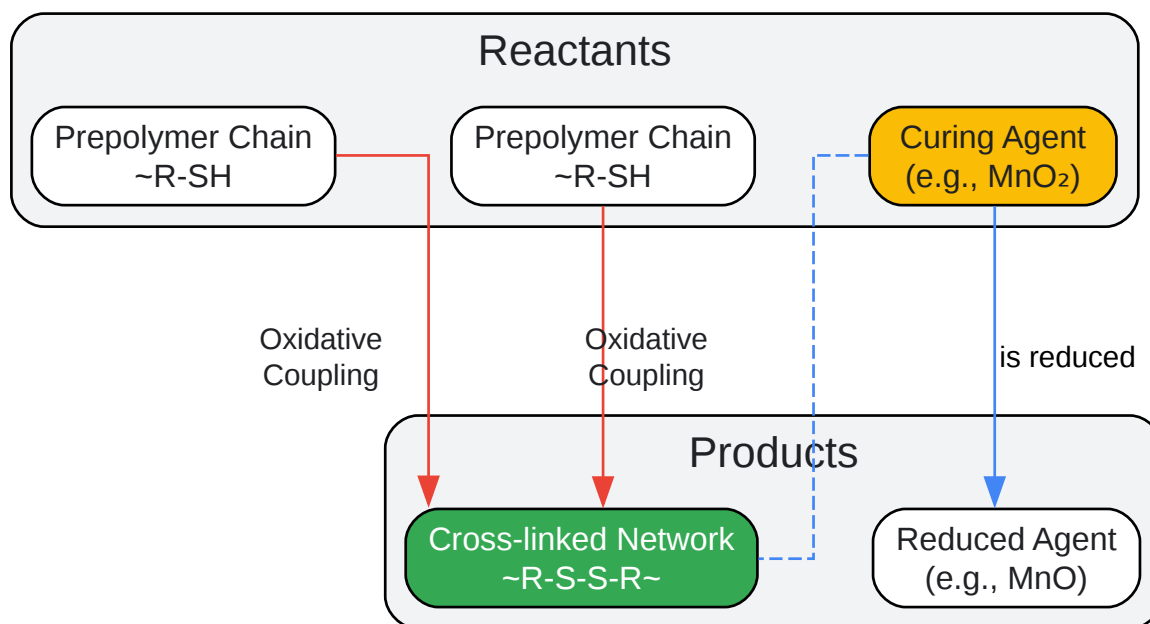 Reactants
Prepolymer Chain
~R-SH
Prepolymer Chain
~R-SH
Curing Agent
(e.g., MnO₂)
Oxidative
Coupling
Oxidative
Coupling
is reduced
Products
Cross-linked Network
~R-S-S-R~
Reduced Agent
(e.g., MnO)